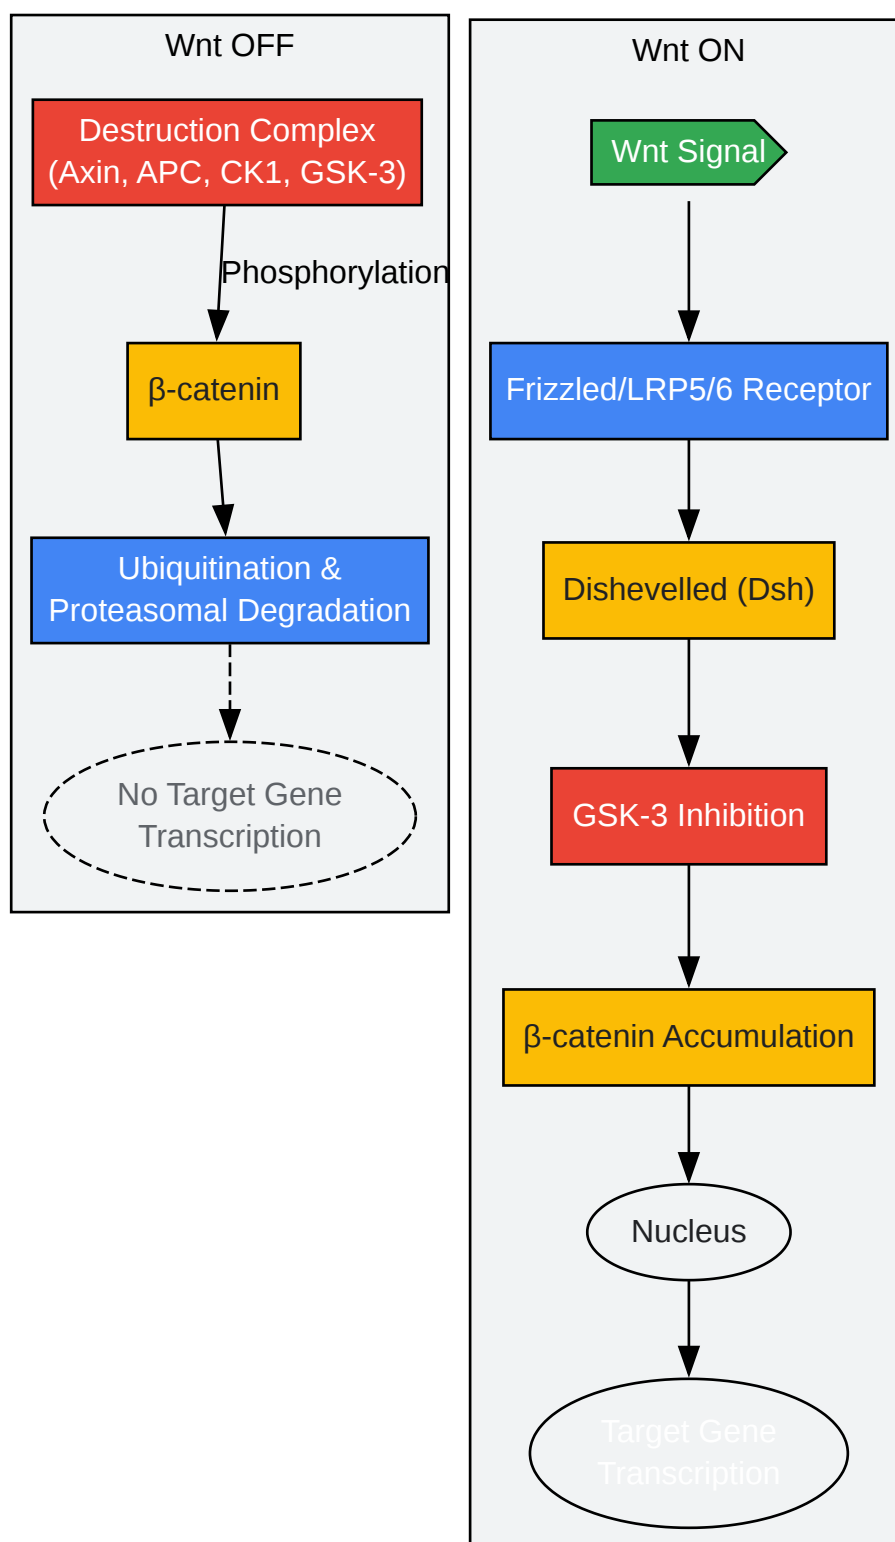 Wnt OFF
Destruction Complex
(Axin, APC, CK1, GSK-3)
Phosphorylation
β-catenin
Ubiquitination &
Proteasomal Degradation
No Target Gene
Transcription
Wnt ON
Wnt Signal
Frizzled/LRP5/6 Receptor
Dishevelled (Dsh)
GSK-3 Inhibition
β-catenin Accumulation
Nucleus
Target Gene
Transcription